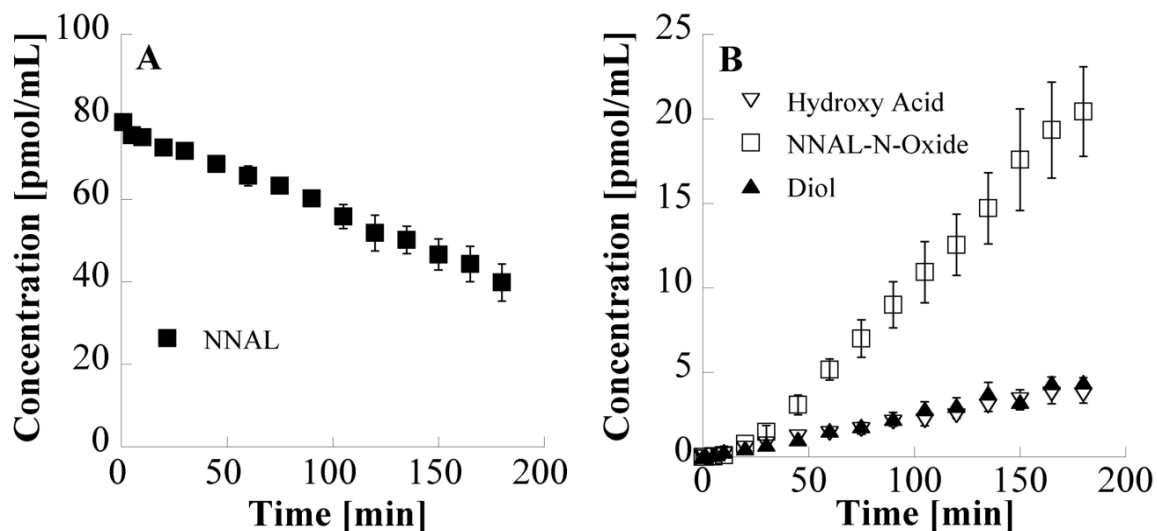 A
Concentration [pmol/mL]
100
80
60
40
20
0
NNAL
0 50 100 150 200
Time [min]
B
Concentration [pmol/mL]
25
20
15
10
5
0
Hydroxy Acid
NNAL-N-Oxide
Diol
0 50 100 150 200
Time [min]